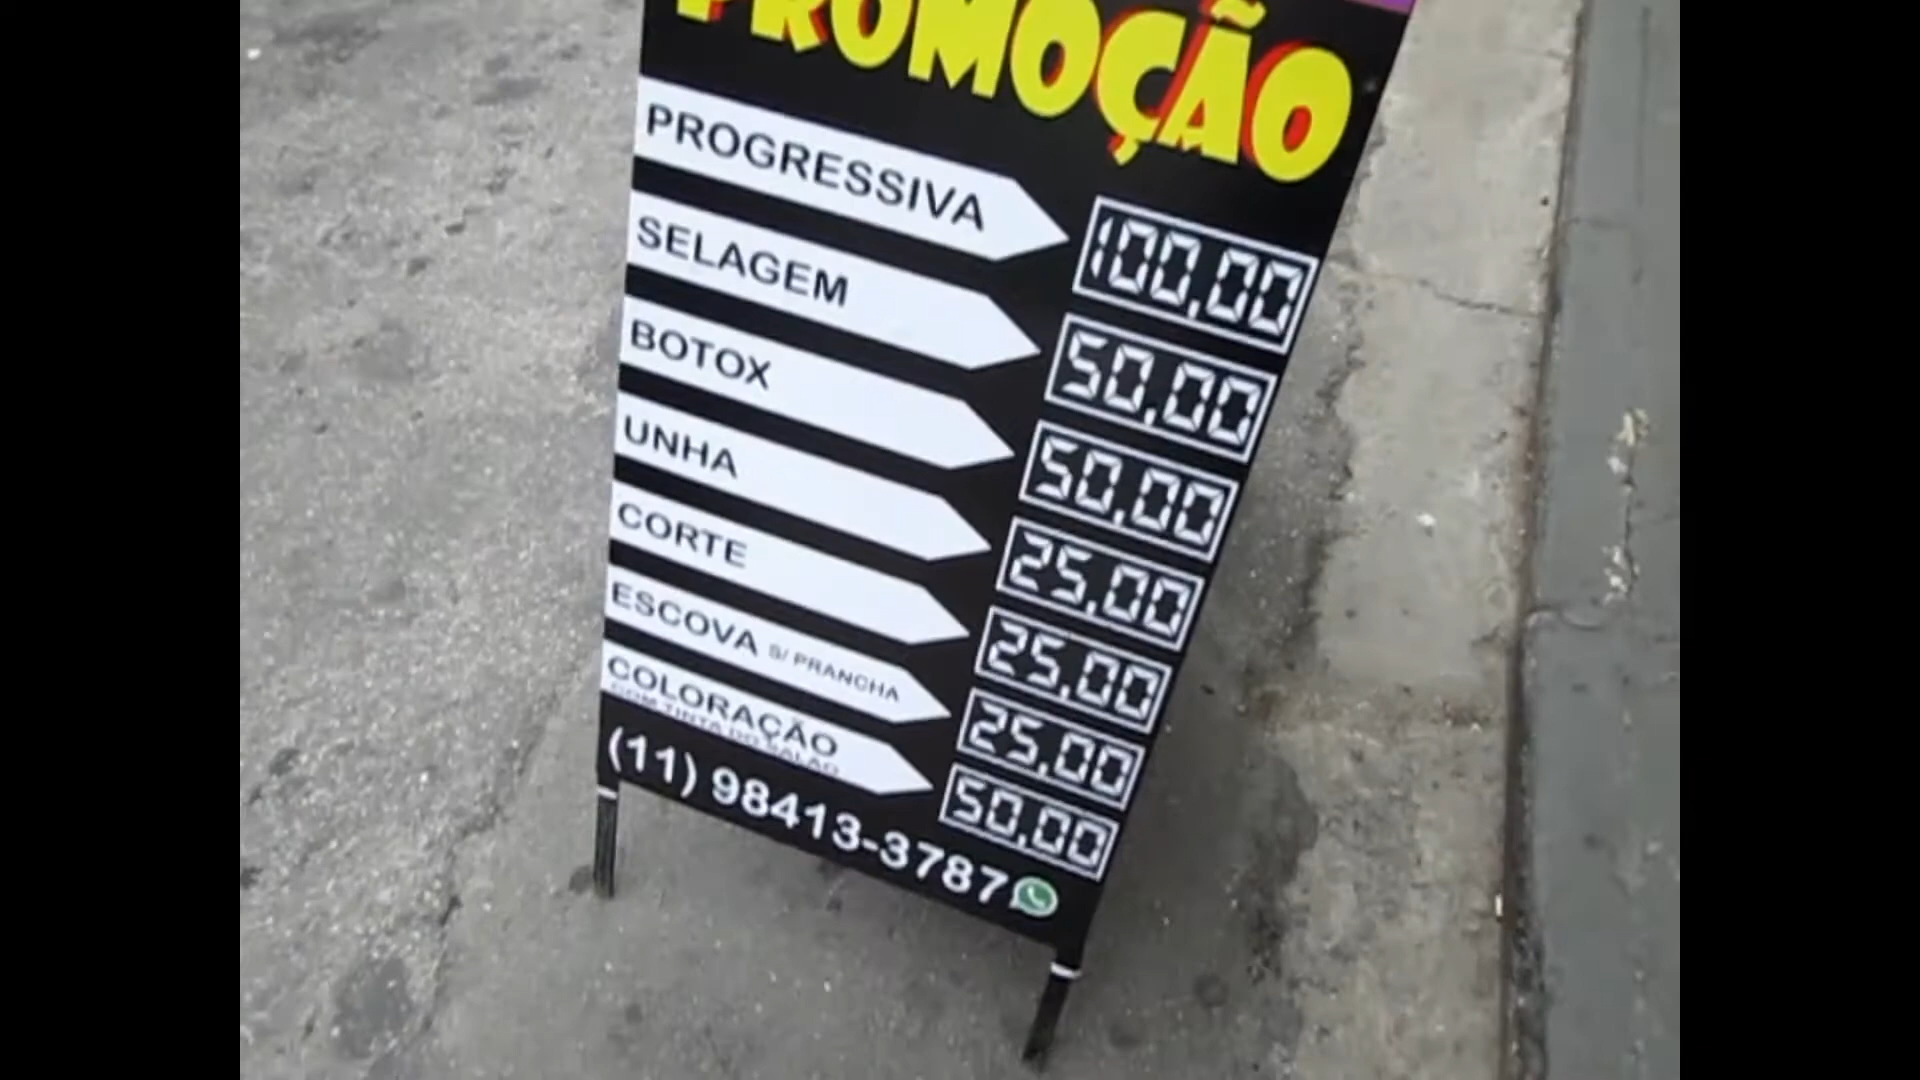 PROMOÇÃO
PROGRESSIVA 100,00
SELAGEM 50,00
BOTOX 50,00
UNHA 25,00
CORTE 25,00
ESCOVA S/ PRANCHA 25,00
COLORAÇÃO 50,00
COM TINTA DO SALÃO
(11) 98413-3787